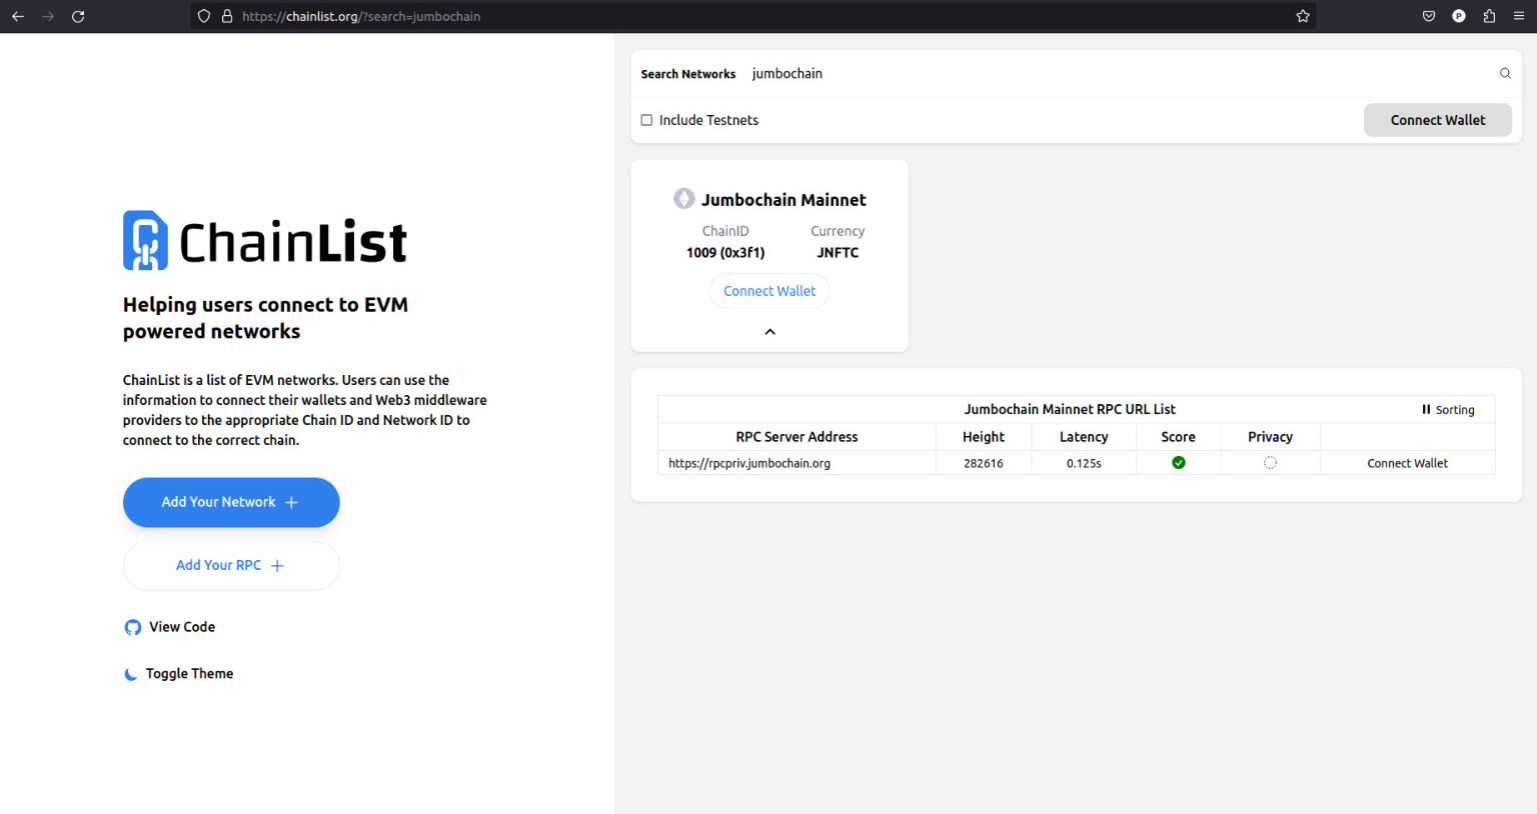 https://chainlist.org/?search=jumbochain
P
ChainList
Helping users connect to EVM
powered networks
ChainList is a list of EVM networks. Users can use the
information to connect their wallets and Web3 middleware
providers to the appropriate Chain ID and Network ID to
connect to the correct chain.
Add Your Network +
Add Your RPC +
View Code
Toggle Theme
Search Networks jumbochain
Include Testnets Connect Wallet
Jumbochain Mainnet
ChainID Currency
1009 (0x3f1) JNFTC
Connect Wallet
Jumbochain Mainnet RPC URL List Sorting
RPC Server Address Height Latency Score Privacy
https://rpcpriv.jumbochain.org 282616 0.125s Connect Wallet